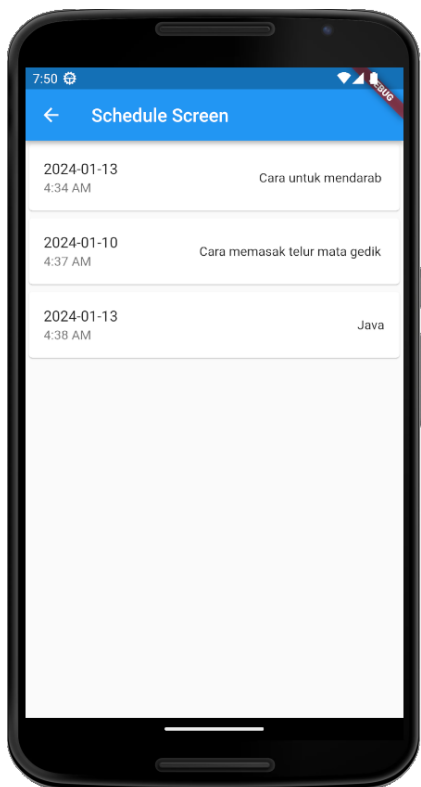 7:50
DEBUG
Schedule Screen
2024-01-13
Cara untuk mendarab
4:34 AM
2024-01-10
Cara memasak telur mata gedik
4:37 AM
2024-01-13
Java
4:38 AM